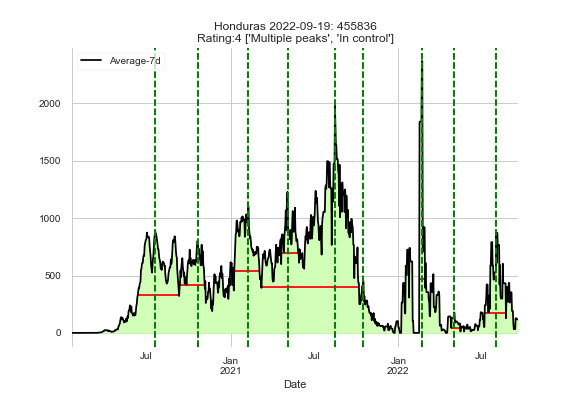 Honduras 2022-09-19: 455836
Rating:4 ['Multiple peaks', 'In control']
Average-7d
2000
1500
1000
500
0
Jul
Jan
2021
Jul
Jan
2022
Jul
Date